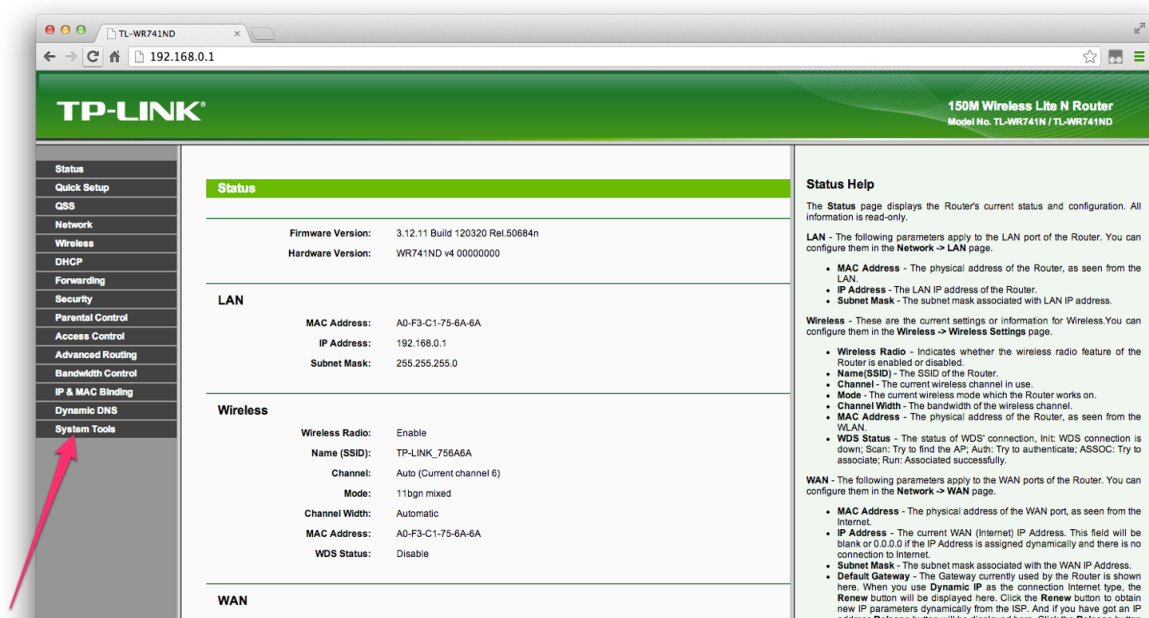 TL-WR741ND
192.168.0.1
TP-LINK®
150M Wireless Lite N Router
Model No. TL-WR741N / TL-WR741ND
Status
Quick Setup
QSS
Network
Wireless
DHCP
Forwarding
Security
Parental Control
Access Control
Advanced Routing
Bandwidth Control
IP & MAC Binding
Dynamic DNS
System Tools
Status
Firmware Version: 3.12.11 Build 120320 Rel.50684n
Hardware Version: WR741ND v4 00000000
LAN
MAC Address: A0-F3-C1-75-6A-6A
IP Address: 192.168.0.1
Subnet Mask: 255.255.255.0
Wireless
Wireless Radio: Enable
Name (SSID): TP-LINK_756A6A
Channel: Auto (Current channel 6)
Mode: 11bgn mixed
Channel Width: Automatic
MAC Address: A0-F3-C1-75-6A-6A
WDS Status: Disable
WAN
Status Help
The Status page displays the Router's current status and configuration. All
information is read-only.
LAN - The following parameters apply to the LAN port of the Router. You can
configure them in the Network -> LAN page.
• MAC Address - The physical address of the Router, as seen from the
LAN.
• IP Address - The LAN IP address of the Router.
• Subnet Mask - The subnet mask associated with LAN IP address.
Wireless - These are the current settings or information for Wireless.You can
configure them in the Wireless -> Wireless Settings page.
• Wireless Radio - Indicates whether the wireless radio feature of the
Router is enabled or disabled.
• Name(SSID) - The SSID of the Router.
• Channel - The current wireless channel in use.
• Mode - The current wireless mode which the Router works on.
• Channel Width - The bandwidth of the wireless channel.
• MAC Address - The physical address of the Router, as seen from the
WLAN.
• WDS Status - The status of WDS' connection, Init: WDS connection is
down; Scan: Try to find the AP; Auth: Try to authenticate; ASSOC: Try to
associate; Run: Associated successfully.
WAN - The following parameters apply to the WAN ports of the Router. You can
configure them in the Network -> WAN page.
• MAC Address - The physical address of the WAN port, as seen from the
Internet.
• IP Address - The current WAN (Internet) IP Address. This field will be
blank or 0.0.0.0 if the IP Address is assigned dynamically and there is no
connection to Internet.
• Subnet Mask - The subnet mask associated with the WAN IP Address.
• Default Gateway - The Gateway currently used by the Router is shown
here. When you use Dynamic IP as the connection Internet type, the
Renew button will be displayed here. Click the Renew button to obtain
new IP parameters dynamically from the ISP. And if you have got an IP
address Release button will be displayed here. Click the Release button